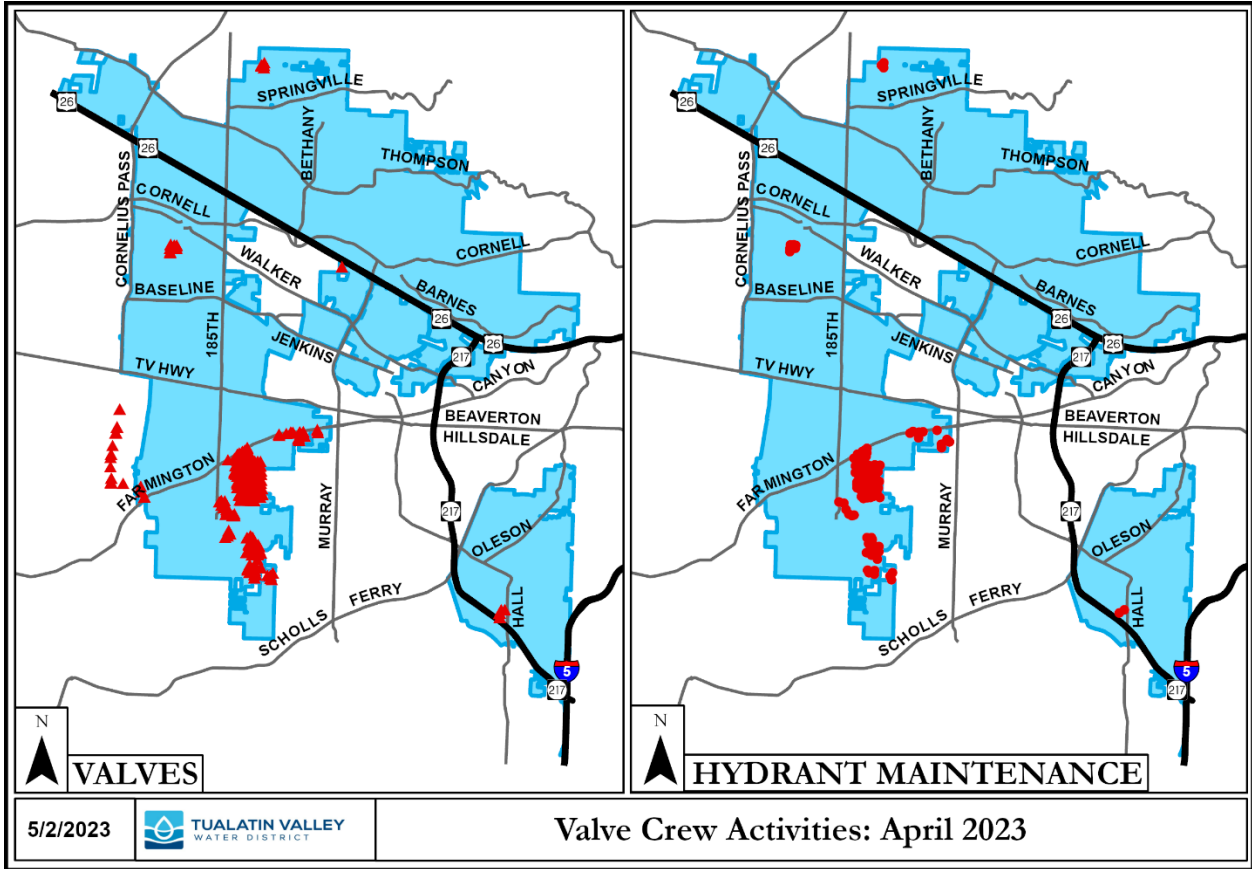 SPRINGVILLE
26
BETHANY
THOMPSON
26
CORNELIUS PASS
CORNELL
CORNELL
WALKER
BARNES
BASELINE
185TH
26
JENKINS
26
217
TV HWY
CANYON
BEAVERTON
HILLSDALE
FARMINGTON
MURRAY
217
OLESON
FERRY
HALL
SCHOLLS
5
217
N
VALVES
SPRINGVILLE
26
BETHANY
THOMPSON
26
CORNELIUS PASS
CORNELL
CORNELL
WALKER
BARNES
BASELINE
185TH
26
JENKINS
26
217
TV HWY
CANYON
BEAVERTON
HILLSDALE
FARMINGTON
MURRAY
217
OLESON
FERRY
HALL
SCHOLLS
5
217
N
HYDRANT MAINTENANCE
5/2/2023
TUALATIN VALLEY
WATER DISTRICT
Valve Crew Activities: April 2023